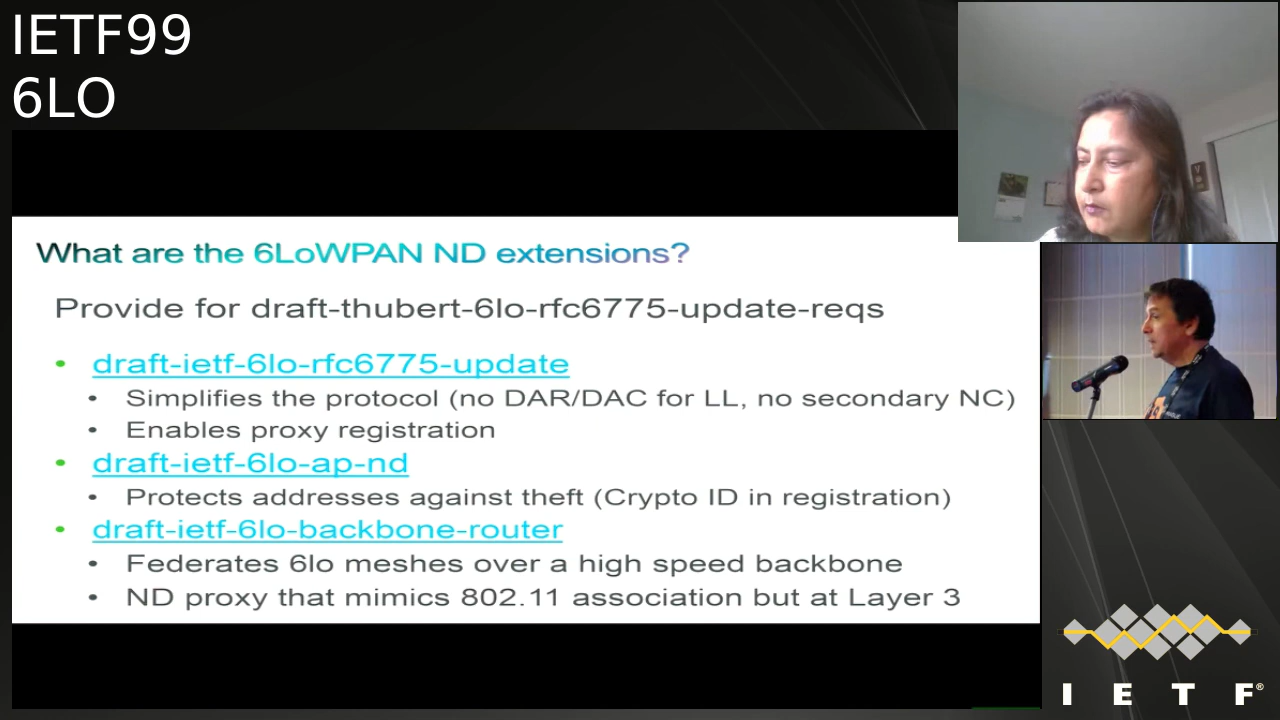 IETF99
6LO
What are the 6LoWPAN ND extensions?
Provide for draft-thubert-6lo-rfc6775-update-reqs
• draft-ietf-6lo-rfc6775-update
• Simplifies the protocol (no DAR/DAC for LL, no secondary NC)
• Enables proxy registration
• draft-ietf-6lo-ap-nd
• Protects addresses against theft (Crypto ID in registration)
• draft-ietf-6lo-backbone-router
• Federates 6lo meshes over a high speed backbone
• ND proxy that mimics 802.11 association but at Layer 3
I E T F®